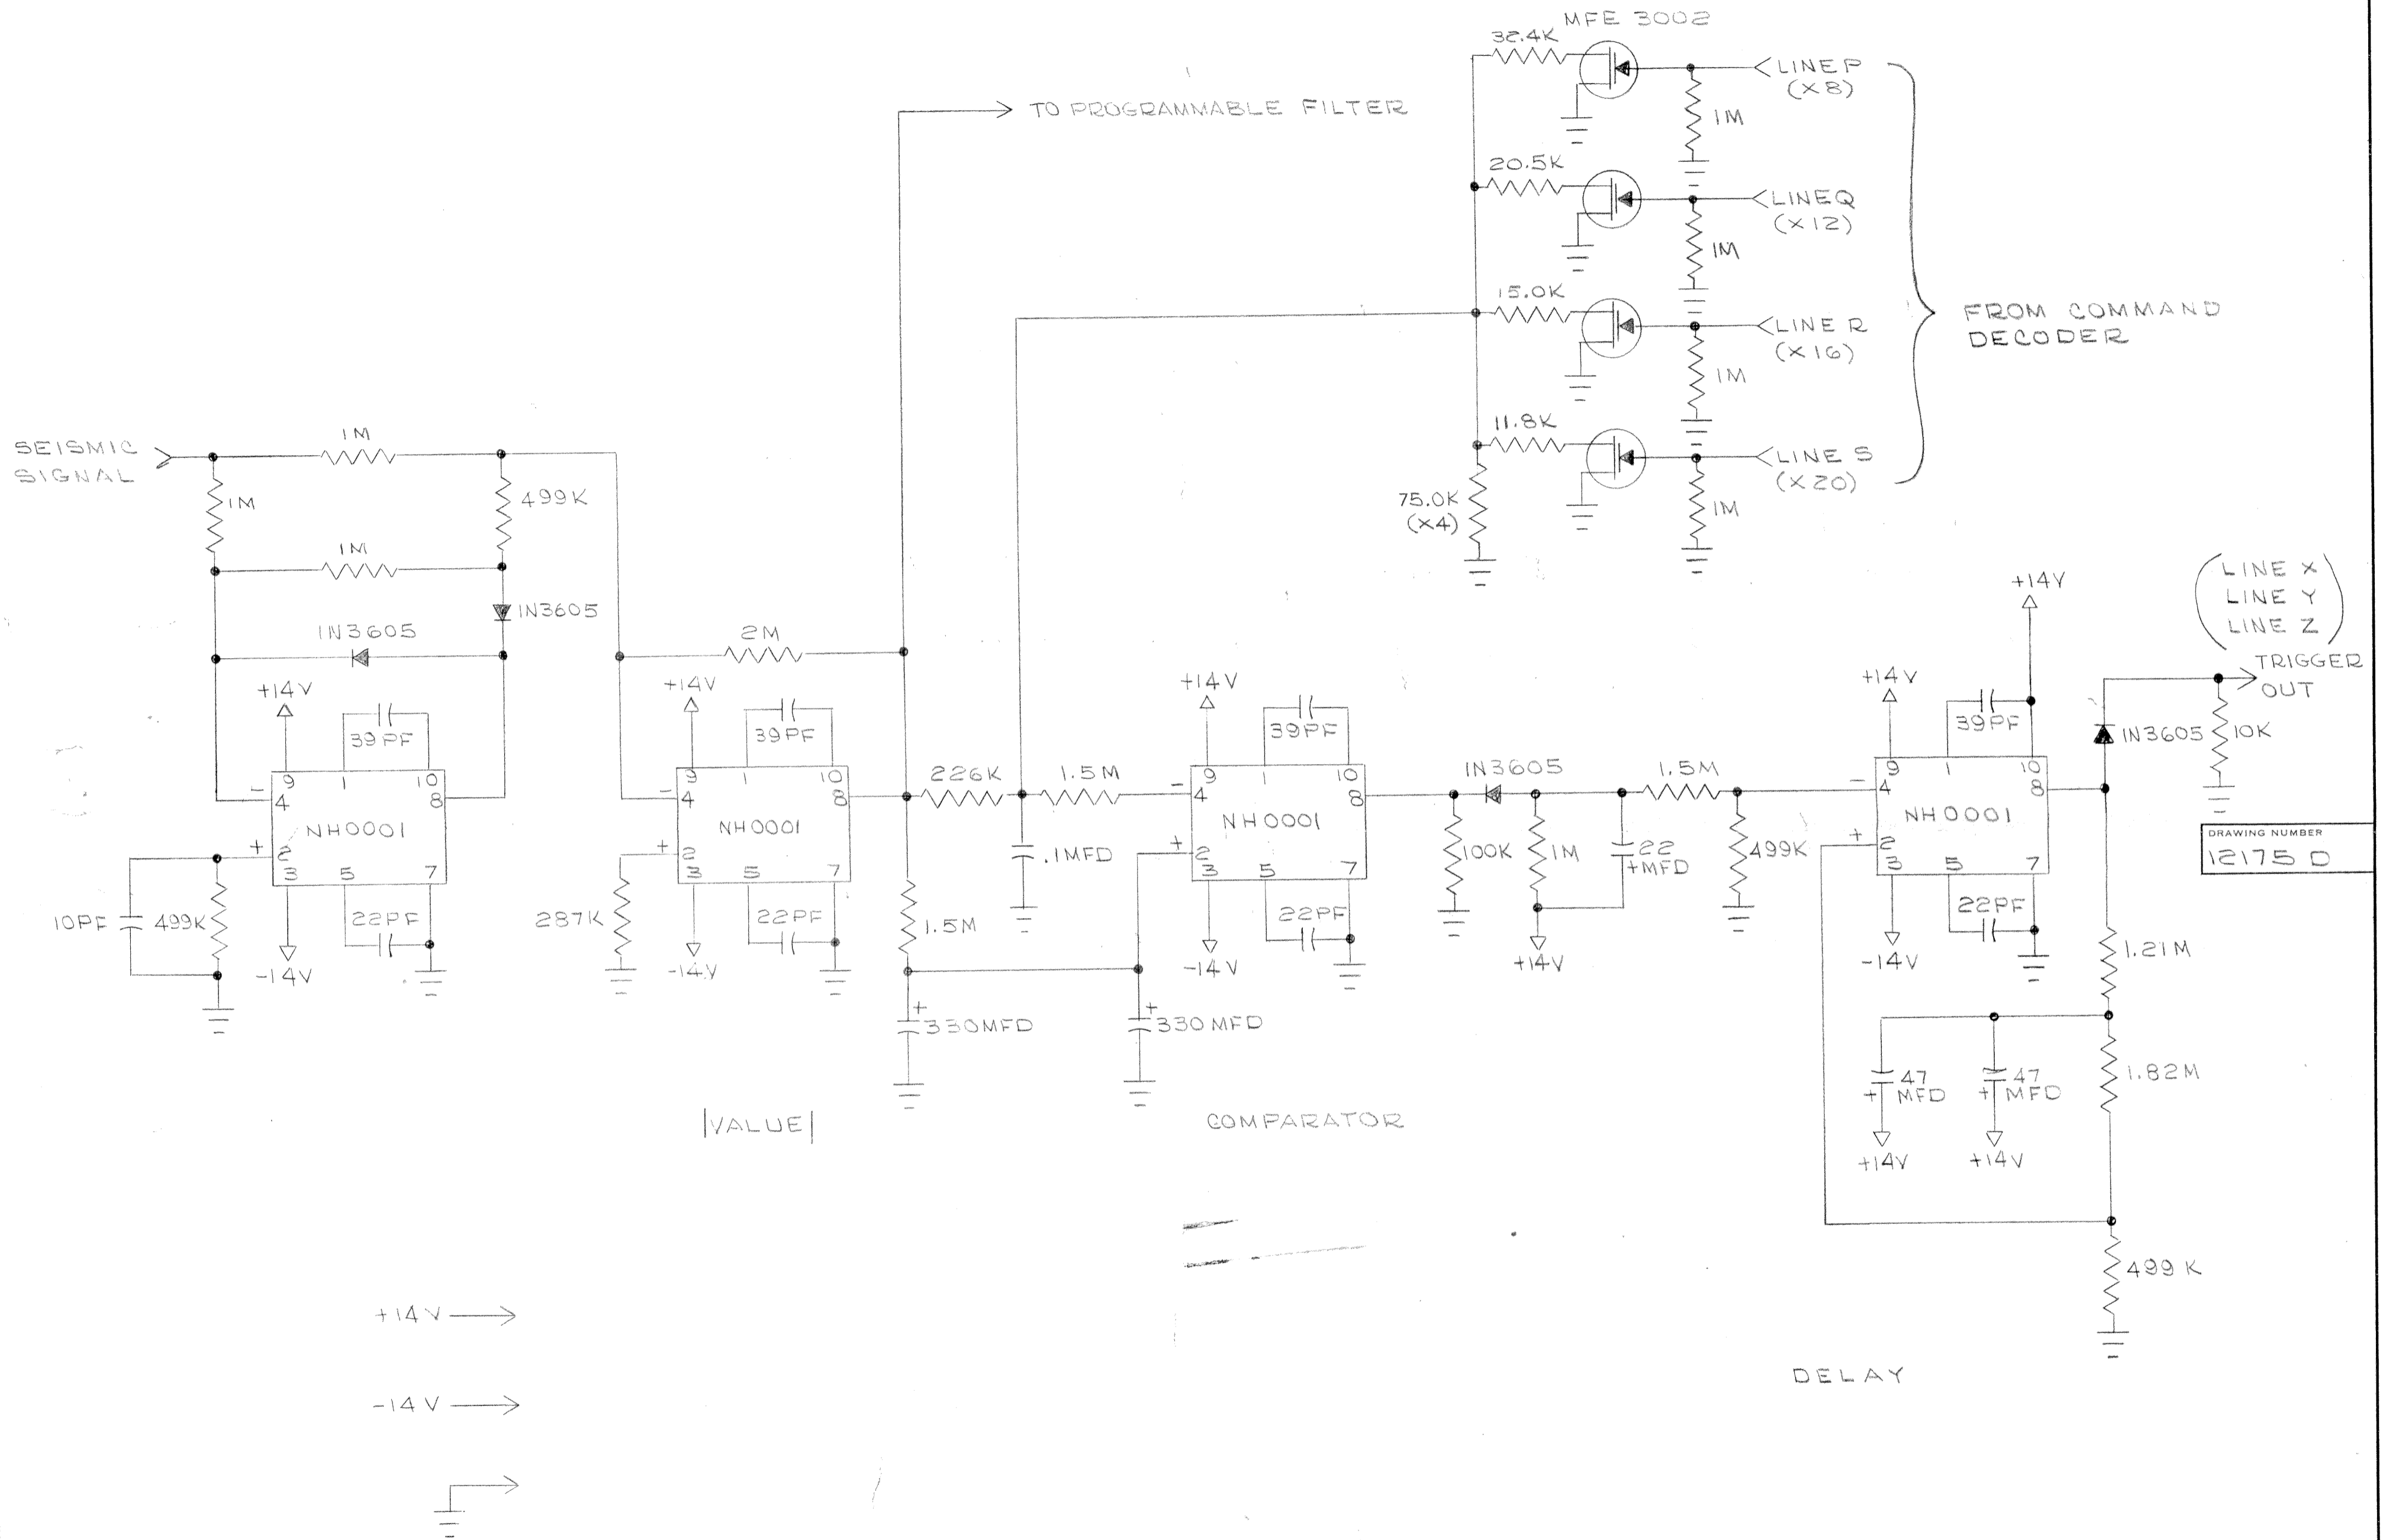 MFE 3002
32.4K
LINE P
(X8)
1M
TO PROGRAMMABLE FILTER
20.5K
LINE Q
(X12)
1M
15.0K
LINE R
(X16)
1M
FROM COMMAND
DECODER
11.8K
LINE S
(X20)
1M
75.0K
(X4)
SEISMIC
SIGNAL
1M
1M
499K
1M
1N3605
1N3605
+14V
39PF
9
1
10
4
8
NH0001
-
+
2
3
5
7
10PF
499K
22PF
-14V
2M
+14V
39PF
9
1
10
-
4
8
NH0001
+
2
3
5
7
287K
22PF
-14V
226K
1.5M
1.5M
.1MFD
+
330MFD
+
330MFD
+14V
39PF
9
1
10
-
4
8
NH0001
+
2
3
5
7
22PF
-14V
1N3605
1.5M
100K
1M
22
+MFD
499K
+14V
+14V
+14V
39PF
9
1
10
-
4
8
NH0001
+
2
3
5
7
22PF
-14V
LINE X
LINE Y
LINE Z
TRIGGER
OUT
1N3605
10K
DRAWING NUMBER
12175 D
1.21M
47
+ MFD
47
+ MFD
1.82M
+14V
+14V
499K
|VALUE|
COMPARATOR
DELAY
+14V
-14V